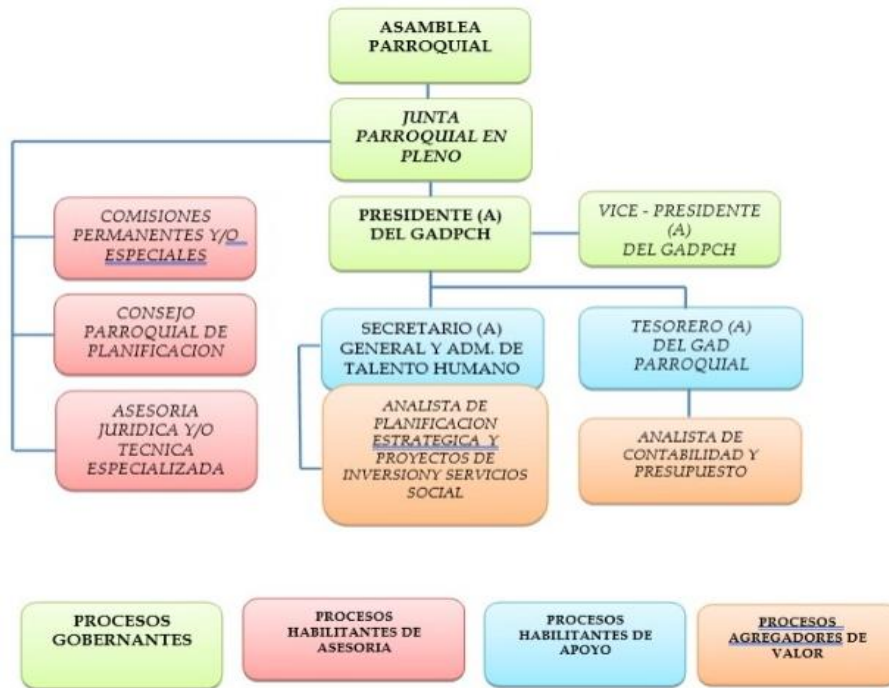 ASAMBLEA
PARROQUIAL
JUNTA
PARROQUIAL EN
PLENO
PRESIDENTE (A)
DEL GADPCH
VICE - PRESIDENTE
(A)
DEL GADPCH
COMISIONES
PERMANENTES Y/O
ESPECIALES
CONSEJO
PARROQUIAL DE
PLANIFICACION
ASESORIA
JURIDICA Y/O
TECNICA
ESPECIALIZADA
SECRETARIO (A)
GENERAL Y ADM. DE
TALENTO HUMANO
TESORERO (A)
DEL GAD
PARROQUIAL
ANALISTA DE
PLANIFICACION
ESTRATEGICA Y
PROYECTOS DE
INVERSIONY SERVICIOS
SOCIAL
ANALISTA DE
CONTABILIDAD Y
PRESUPUESTO
PROCESOS
GOBERNANTES
PROCESOS
HABILITANTES DE
ASESORIA
PROCESOS
HABILITANTES DE
APOYO
PROCESOS
AGREGADORES DE
VALOR